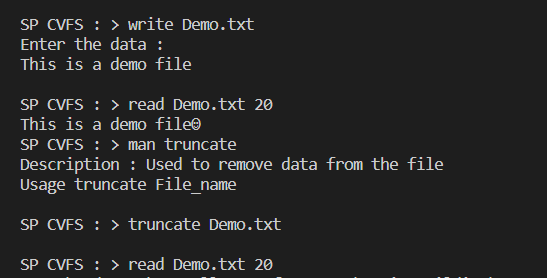 SP CVFS : > write Demo.txt
Enter the data :
This is a demo file
SP CVFS : > read Demo.txt 20
This is a demo file☺
SP CVFS : > man truncate
Description : Used to remove data from the file
Usage truncate File_name
SP CVFS : > truncate Demo.txt
SP CVFS : > read Demo.txt 20